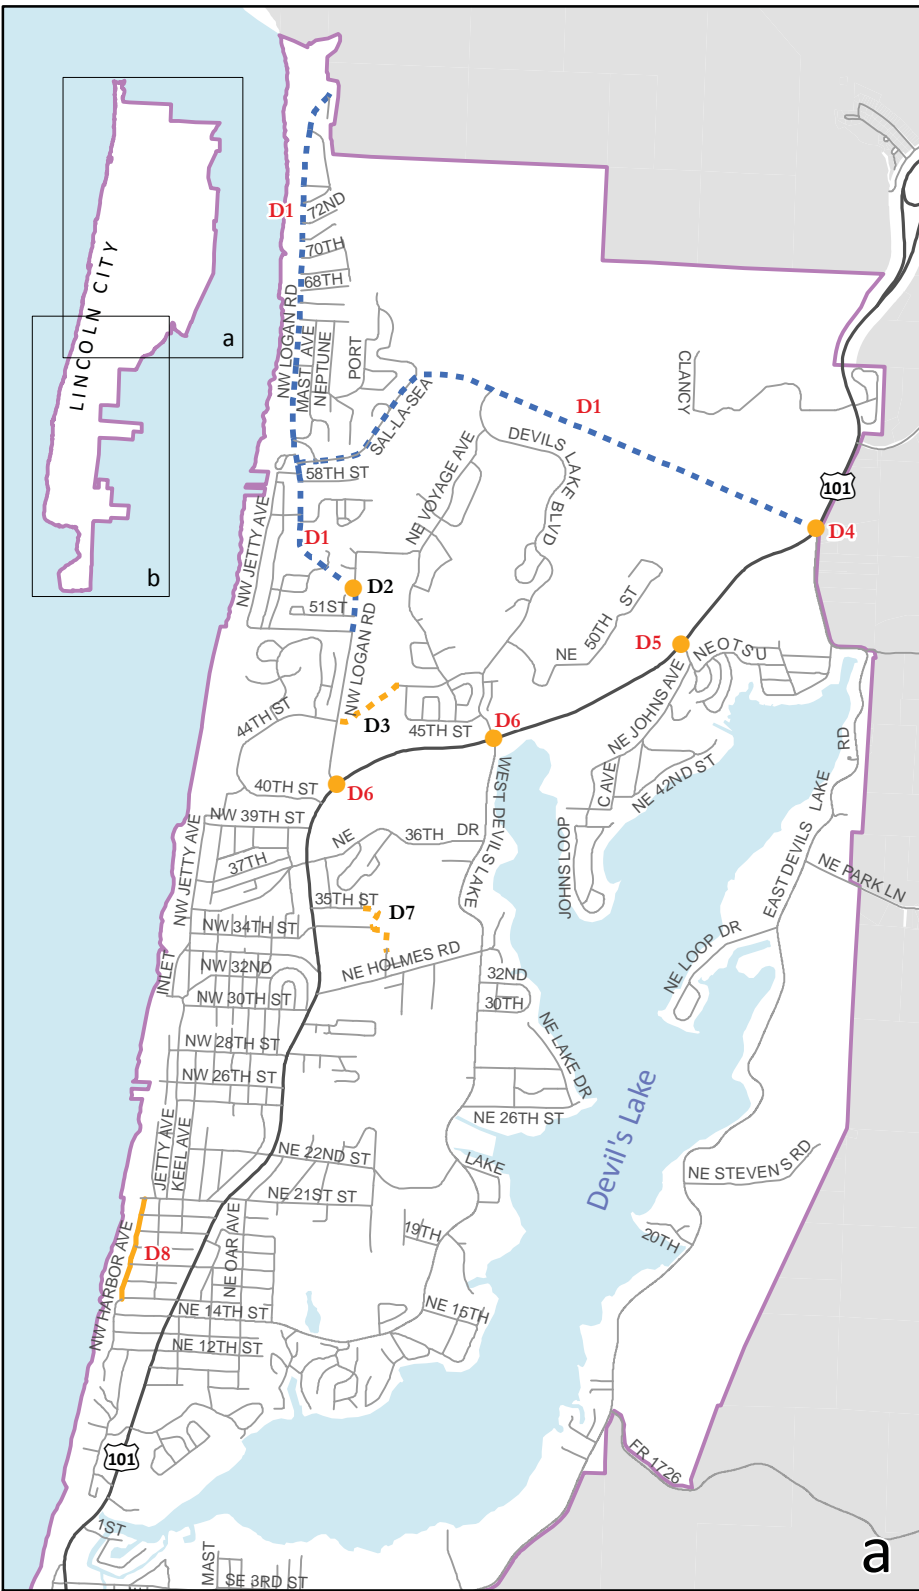 LINCOLN CITY
a
b
D1
72ND
70TH
68TH
NW LOGAN RD
MAST AVE
NEPTUNE
PORT
SAL-LA-SEA
58TH ST
CLANCY
D1
DEVILS LAKE BLVD
NE VOYAGE AVE
101
D4
NW JETTY AVE
D1
D2
51ST
NW LOGAN RD
NE 50TH ST
D5
NEOTSU
D3
44TH ST
45TH ST
D6
NE JOHNS AVE
C AVE
NE 42ND ST
40TH ST
D6
NW 39TH ST
NE 36TH DR
WEST DEVILS LAKE
JOHNS LOOP
EAST DEVILS LAKE RD
NE PARK LN
NW JETTY AVE
37TH
35TH ST
D7
NW 34TH ST
NE HOLMES RD
NE LOOP DR
INLET
NW 32ND
32ND
NW 30TH ST
30TH
NE LAKE DR
NW 28TH ST
NW 26TH ST
NE 26TH ST
Devil's Lake
JETTY AVE
KEEL AVE
NE 22ND ST
LAKE
NE STEVENS RD
NE 21ST ST
19TH
20TH
NW HARBOR AVE
D8
NE OAR AVE
NE 14TH ST
NE 15TH
NE 12TH ST
101
FR 1726
1ST
MAST
SE 3RD ST
a